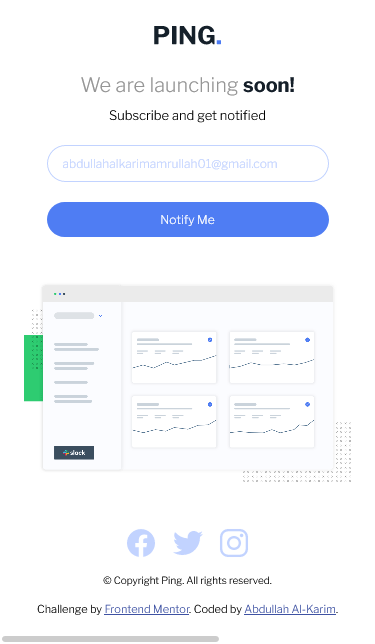 PING.
We are launching soon!
Subscribe and get notified
abdullahalkarimamrullah01@gmail.com
Notify Me
slack
© Copyright Ping. All rights reserved.
Challenge by Frontend Mentor. Coded by Abdullah Al-Karim.